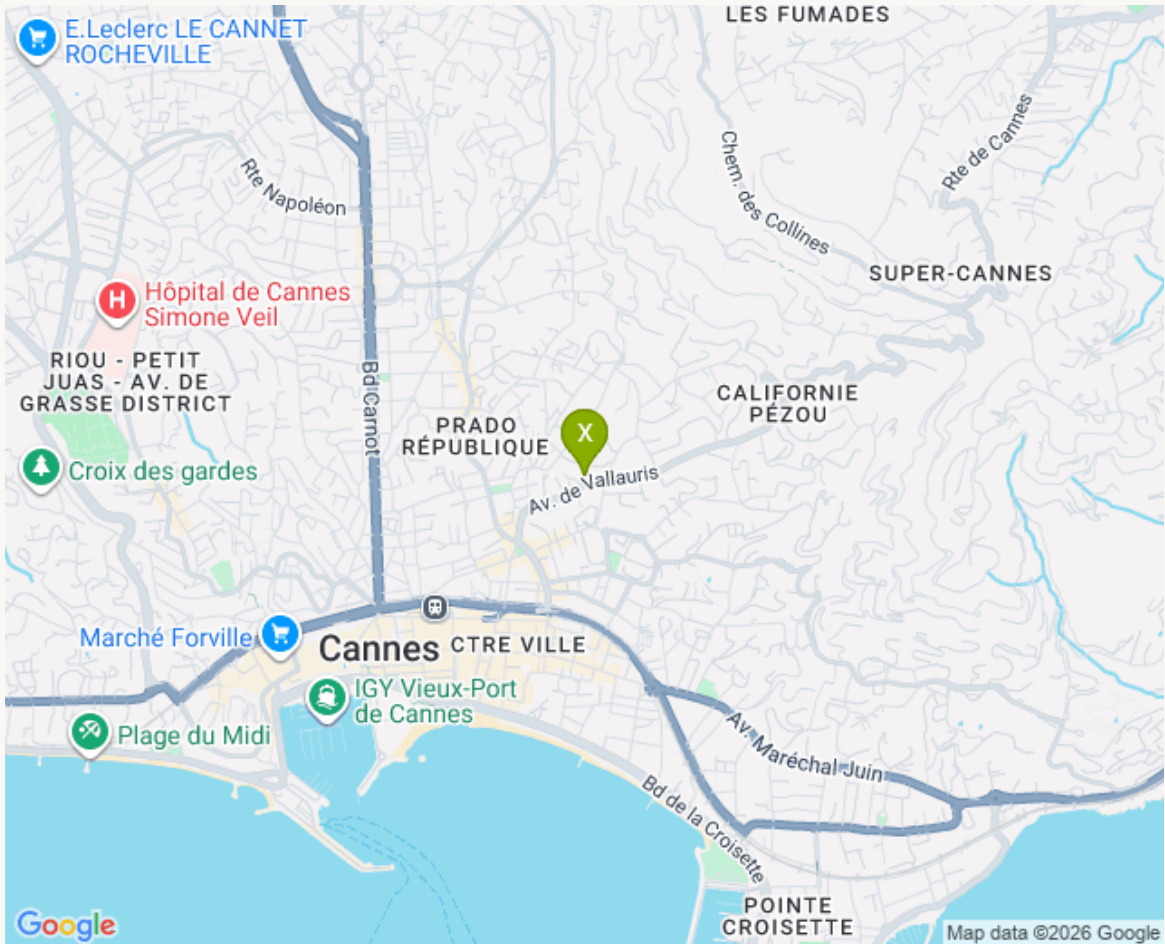 LES FUMADES
E.Leclerc LE CANNET
ROCHEVILLE
Rte de Cannes
Chem. des Collines
Rte Napoléon
SUPER-CANNES
H
Hôpital de Cannes
Simone Veil
RIOU - PETIT
JUAS - AV. DE
GRASSE DISTRICT
Bd Carnot
CALIFORNIE
PÉZOU
PRADO
RÉPUBLIQUE
X
Croix des gardes
Av. de Vallauris
Marché Forville
Cannes
CTRE VILLE
IGY Vieux-Port
de Cannes
Plage du Midi
Av. Maréchal Juin
Bd de la Croisette
POINTE
CROISETTE
Google
Map data ©2026 Google